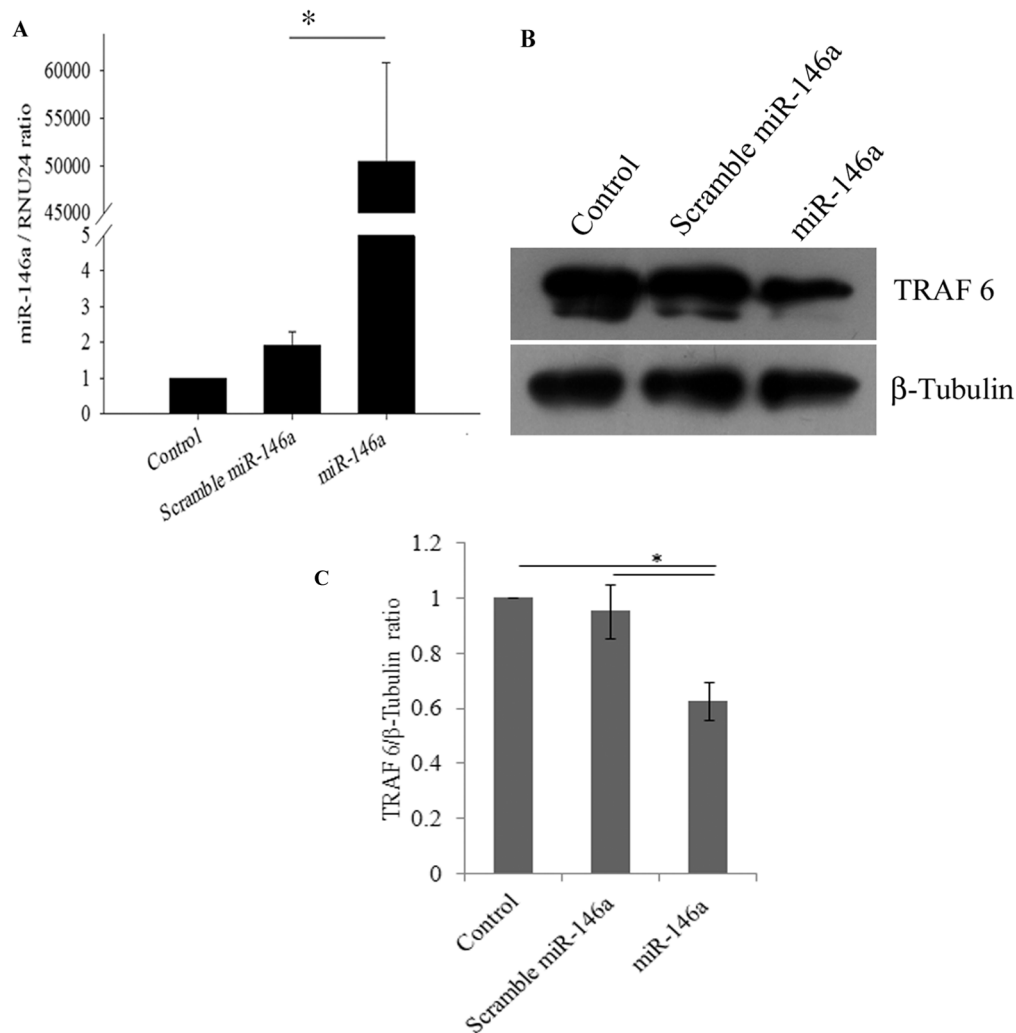 A
*
miR-146a / RNU24 ratio
60000
55000
50000
45000
5
4
3
2
1
0
Control
Scramble miR-146a
miR-146a
B
Control
Scramble miR-146a
miR-146a
TRAF 6
β-Tubulin
C
*
TRAF 6/β-Tubulin ratio
1.2
1
0.8
0.6
0.4
0.2
0
Control
Scramble miR-146a
miR-146a